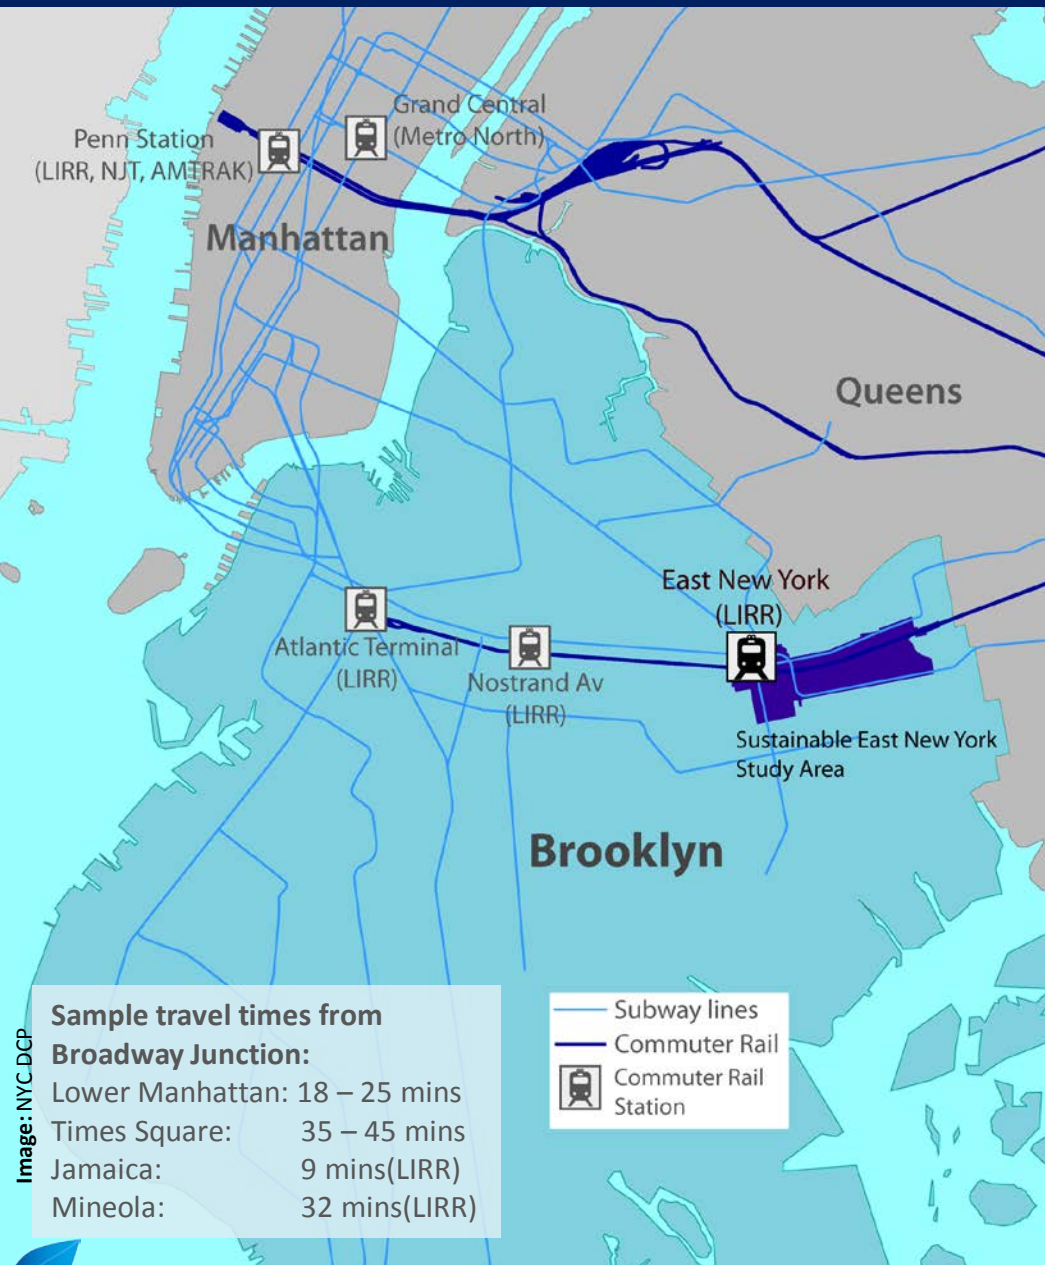 Grand Central
(Metro North)
Penn Station
(LIRR, NJT, AMTRAK)
Manhattan
Queens
East New York
(LIRR)
Atlantic Terminal
(LIRR)
Nostrand Av
(LIRR)
Sustainable East New York
Study Area
Brooklyn
Sample travel times from
Broadway Junction:
Lower Manhattan: 18 – 25 mins
Times Square: 35 – 45 mins
Jamaica: 9 mins(LIRR)
Mineola: 32 mins(LIRR)
Image: NYC DCP
Subway lines
Commuter Rail
Commuter Rail
Station